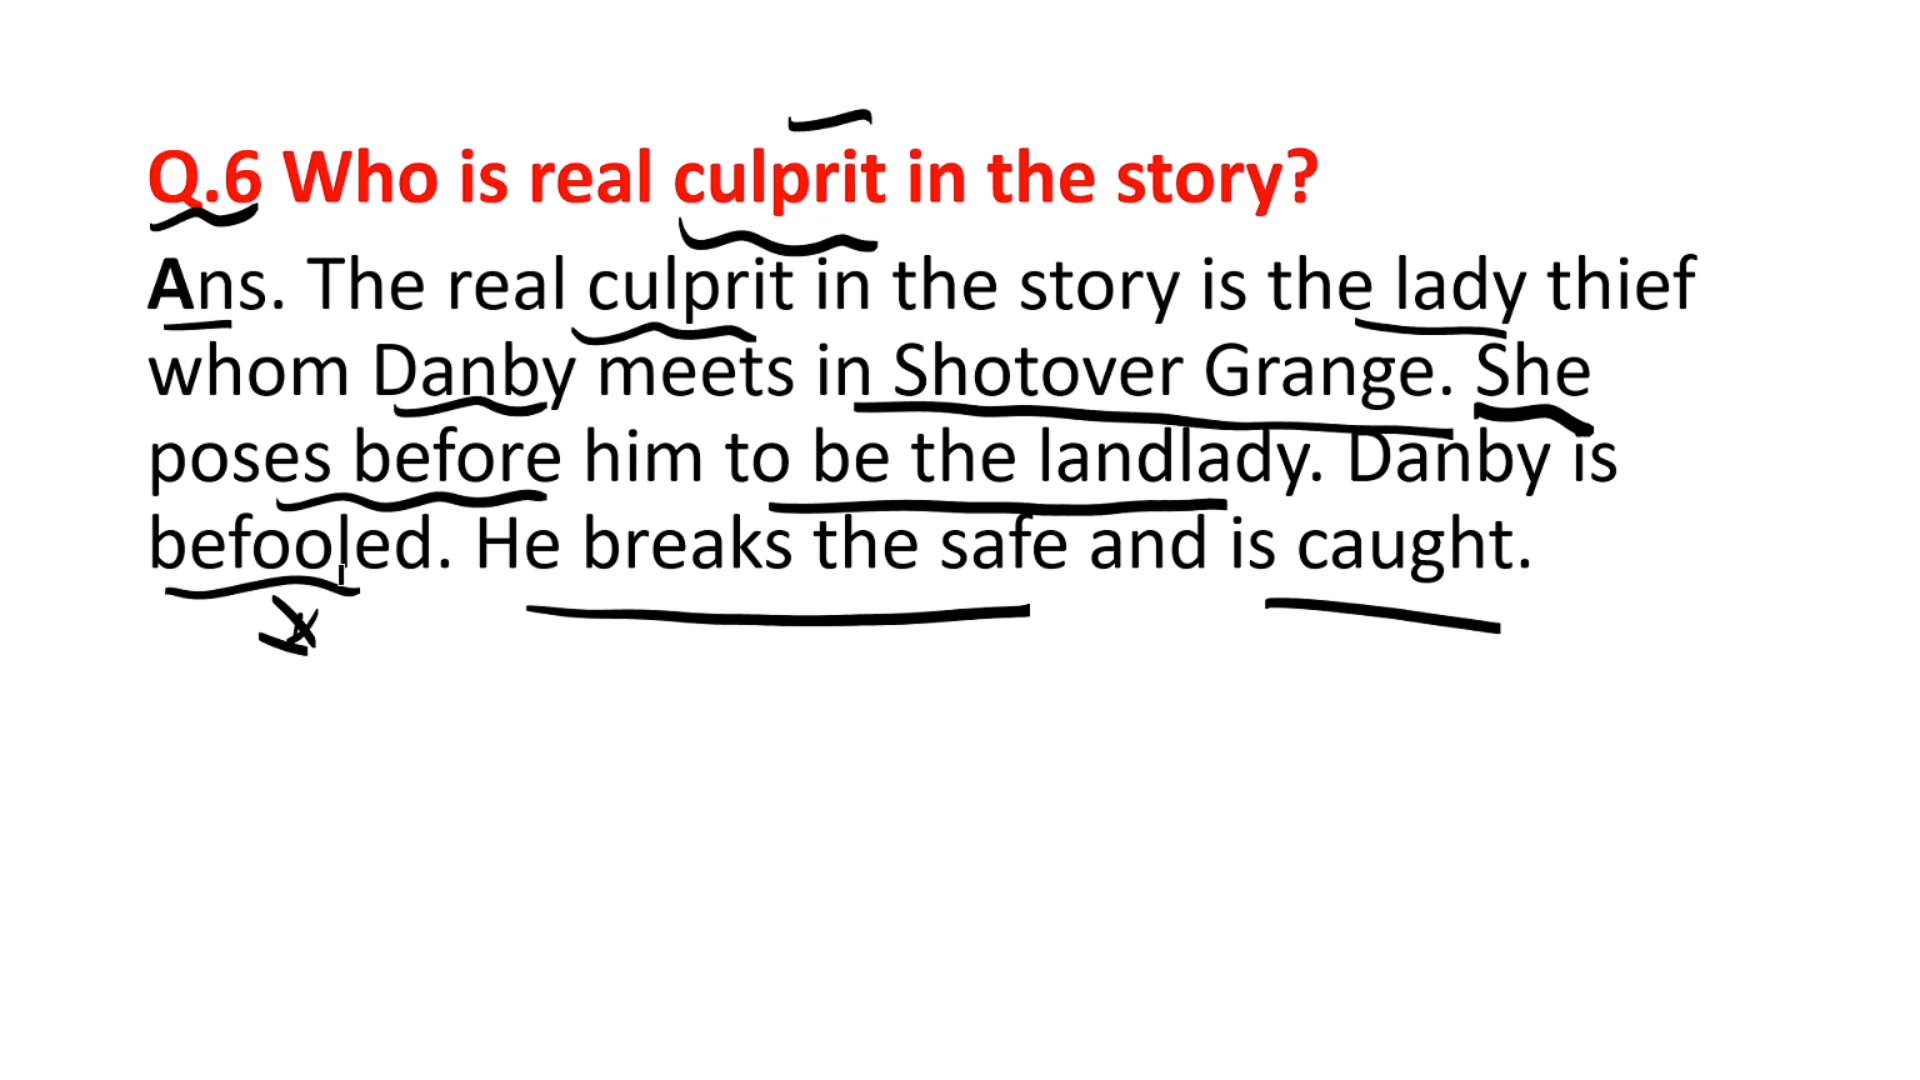 Q.6 Who is real culprit in the story?
Ans. The real culprit in the story is the lady thief
whom Danby meets in Shotover Grange. She
poses before him to be the landlady. Danby is
befooled. He breaks the safe and is caught.